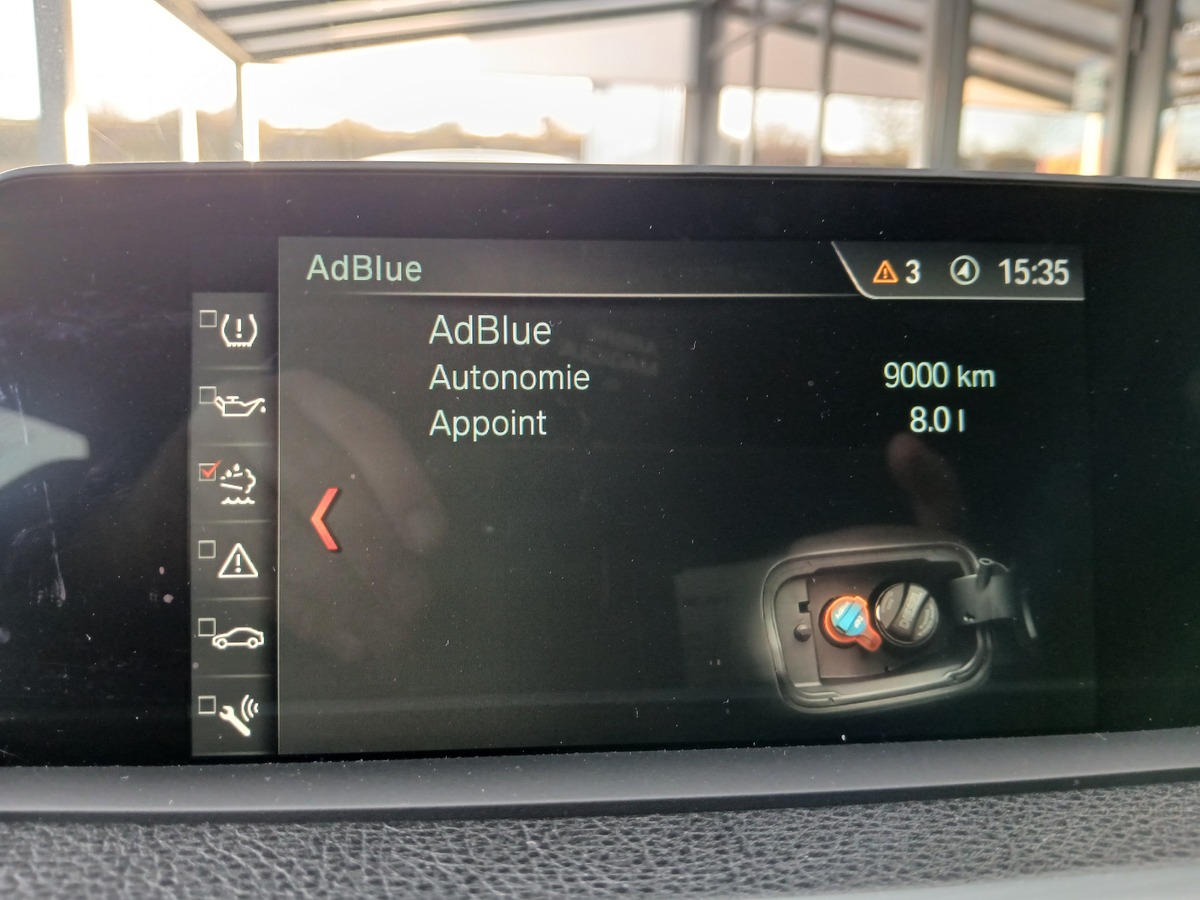 AdBlue
3 15:35
AdBlue
Autonomie 9000 km
Appoint 8.0 l